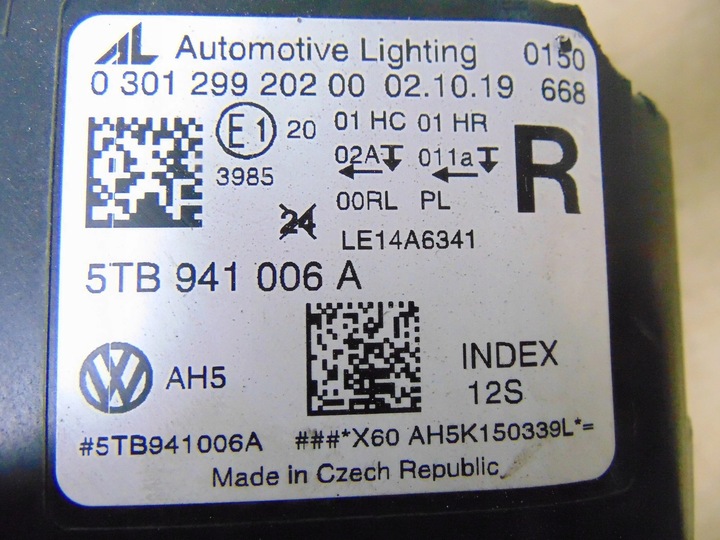 AL Automotive Lighting 0150
0 301 299 202 00 02.10.19 668
E1 20 01 HC 01 HR
3985 02A 011a R
00RL PL
24
LE14A6341
5TB 941 006 A
VW AH5 INDEX
12S
#5TB941006A ###*X60 AH5K150339L*=
Made in Czech Republic